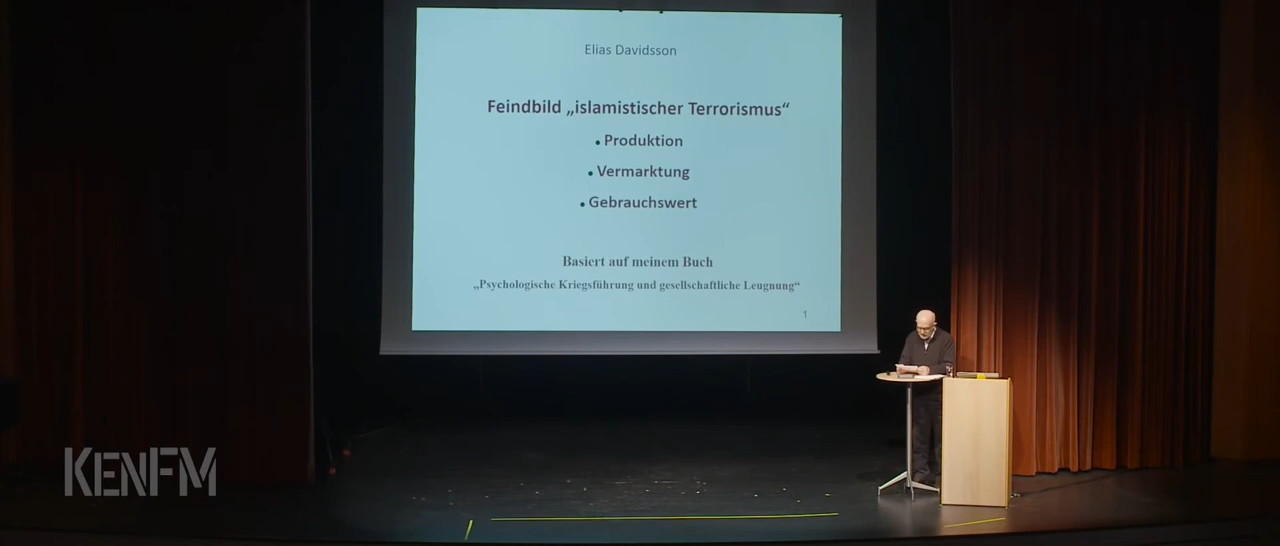 Elias Davidsson
Feindbild „islamistischer Terrorismus“
• Produktion
• Vermarktung
• Gebrauchswert
Basiert auf meinem Buch
„Psychologische Kriegsführung und gesellschaftliche Leugnung“
1
KENFM